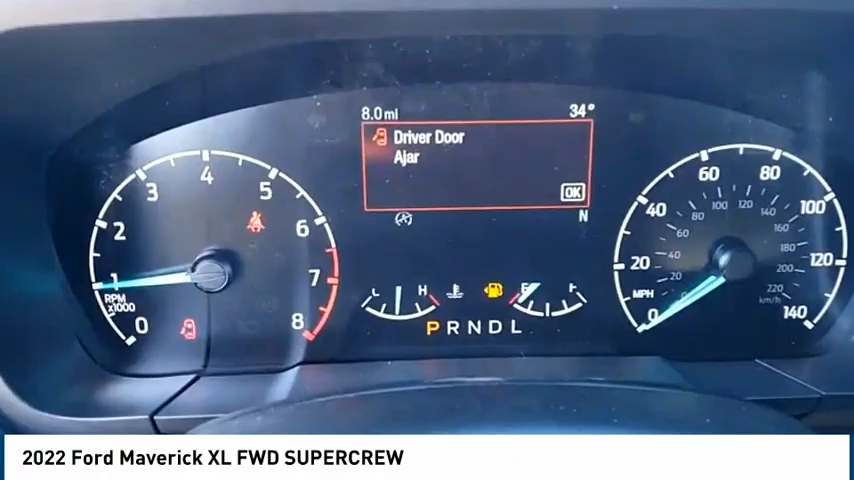 8.0 mi 34°
Driver Door
Ajar
OK
N
0 1 2 3 4 5 6 7 8
RPM
x1000
C H
E F
P R N D L
0 20 40 60 80 100 120 140
MPH
20 40 60 80 100 120 140 160 180 200 220
km/h
2022 Ford Maverick XL FWD SUPERCREW